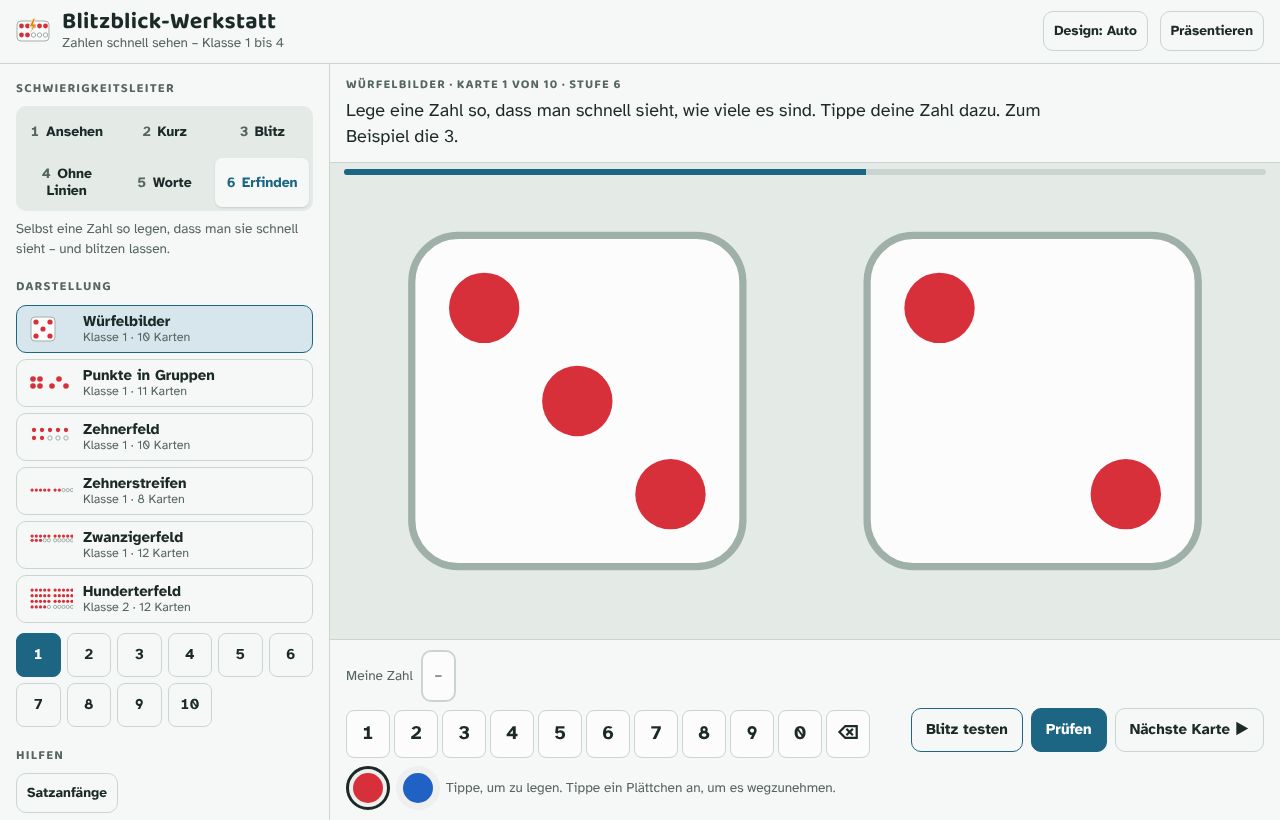 Blitzblick-Werkstatt
Zahlen schnell sehen – Klasse 1 bis 4
Design: Auto
Präsentieren
SCHWIERIGKEITSLEITER
1 Ansehen
2 Kurz
3 Blitz
4 Ohne
Linien
5 Worte
6 Erfinden
Selbst eine Zahl so legen, dass man sie schnell
sieht – und blitzen lassen.
DARSTELLUNG
Würfelbilder
Klasse 1 · 10 Karten
Punkte in Gruppen
Klasse 1 · 11 Karten
Zehnerfeld
Klasse 1 · 10 Karten
Zehnerstreifen
Klasse 1 · 8 Karten
Zwanzigerfeld
Klasse 1 · 12 Karten
Hunderterfeld
Klasse 2 · 12 Karten
1 2 3 4 5 6
7 8 9 10
HILFEN
Satzanfänge
WÜRFELBILDER · KARTE 1 VON 10 · STUFE 6
Lege eine Zahl so, dass man schnell sieht, wie viele es sind. Tippe deine Zahl dazu. Zum
Beispiel die 3.
Meine Zahl –
1 2 3 4 5 6 7 8 9 0
Blitz testen
Prüfen
Nächste Karte ▶
Tippe, um zu legen. Tippe ein Plättchen an, um es wegzunehmen.